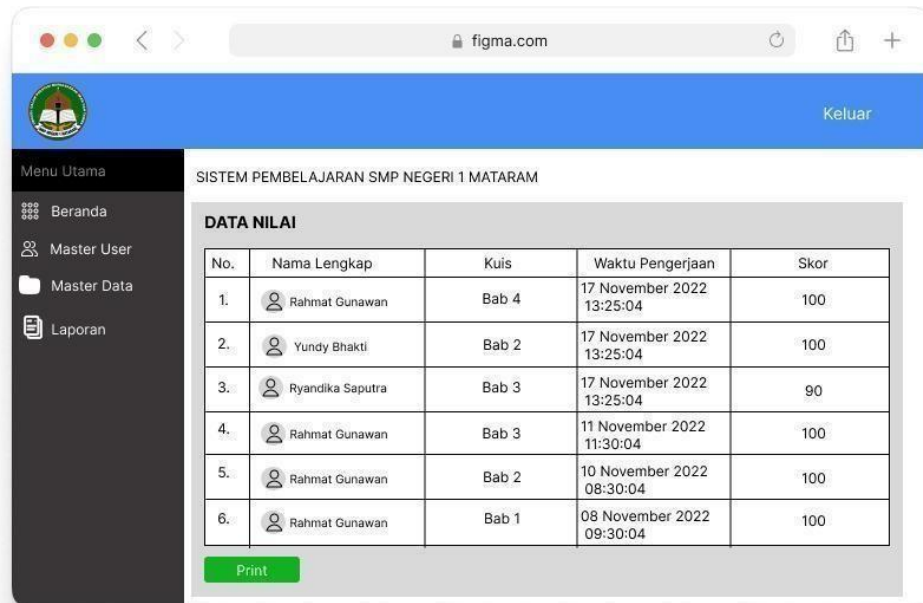 figma.com
Keluar
Menu Utama
Beranda
Master User
Master Data
Laporan
SISTEM PEMBELAJARAN SMP NEGERI 1 MATARAM
DATA NILAI
No. Nama Lengkap Kuis Waktu Pengerjaan Skor
1. Rahmat Gunawan Bab 4 17 November 2022 13:25:04 100
2. Yundy Bhakti Bab 2 17 November 2022 13:25:04 100
3. Ryandika Saputra Bab 3 17 November 2022 13:25:04 90
4. Rahmat Gunawan Bab 3 11 November 2022 11:30:04 100
5. Rahmat Gunawan Bab 2 10 November 2022 08:30:04 100
6. Rahmat Gunawan Bab 1 08 November 2022 09:30:04 100
Print